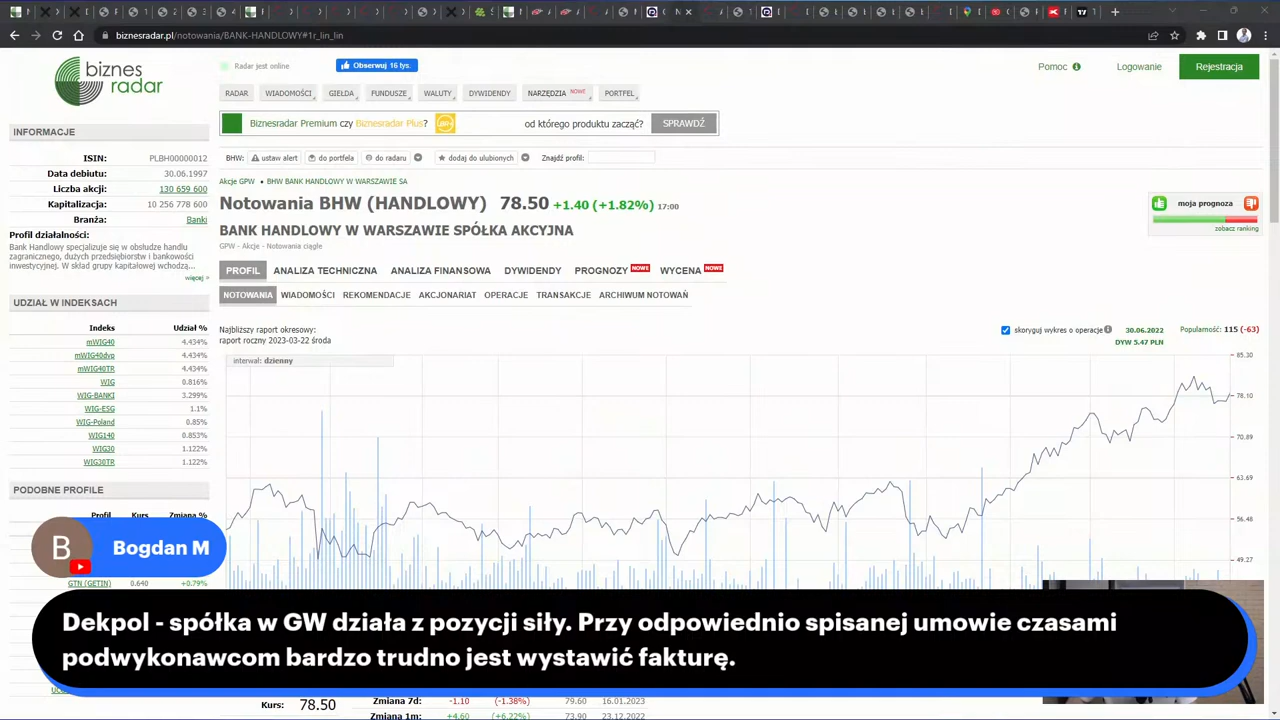 biznesradar.pl/notowania/BANK-HANDLOWY#1r_lin_lin
biznes
radar
Radar jest online
Obserwuj 16 tys.
Pomoc
Logowanie
Rejestracja
RADAR
WIADOMOŚCI
GIEŁDA
FUNDUSZE
WALUTY
DYWIDENDY
NARZĘDZIA NOWE
PORTFEL
Biznesradar Premium czy Biznesradar Plus?
od którego produktu zacząć?
SPRAWDŹ
BHW:
ustaw alert
do portfela
do radaru
dodaj do ulubionych
Znajdź profil:
Akcje GPW • BHW BANK HANDLOWY W WARSZAWIE SA
Notowania BHW (HANDLOWY) 78.50 +1.40 (+1.82%) 17:00
BANK HANDLOWY W WARSZAWIE SPÓŁKA AKCYJNA
GPW - Akcje - Notowania ciągłe
moja prognoza
zobacz ranking
PROFIL
ANALIZA TECHNICZNA
ANALIZA FINANSOWA
DYWIDENDY
PROGNOZY NOWE
WYCENA NOWE
NOTOWANIA
WIADOMOŚCI
REKOMENDACJE
AKCJONARIAT
OPERACJE
TRANSAKCJE
ARCHIWUM NOTOWAŃ
INFORMACJE
ISIN: PLBH00000012
Data debiutu: 30.06.1997
Liczba akcji: 130 659 600
Kapitalizacja: 10 256 778 600
Branża: Banki
Profil działalności:
Bank Handlowy specjalizuje się w obsłudze handlu
zagranicznego, dużych przedsiębiorstw i bankowości
inwestycyjnej. W skład grupy kapitałowej wchodzą...
więcej >
UDZIAŁ W INDEKSACH
Indeks Udział %
mWIG40 4.434%
mWIG40dvp 4.434%
mWIG40TR 4.434%
WIG 0.816%
WIG-BANKI 3.299%
WIG-ESG 1.1%
WIG-Poland 0.85%
WIG140 0.853%
WIG30 1.122%
WIG30TR 1.122%
PODOBNE PROFILE
Profil Kurs Zmiana %
GTN (GETIN) 0.640 +0.79%
Najbliższy raport okresowy:
raport roczny 2023-03-22 środa
skoryguj wykres o operacje
30.06.2022
DYW 5.47 PLN
Popularność: 115 (-63)
interwał: dzienny
85.30
78.10
70.89
63.69
56.48
49.27
B
Bogdan M
Dekpol - spółka w GW działa z pozycji siły. Przy odpowiednio spisanej umowie czasami
podwykonawcom bardzo trudno jest wystawić fakturę.
Kurs: 78.50
Zmiana 7d: -1.10 (-1.38%) 79.60 16.01.2023
Zmiana 1m: +4.60 (+6.22%) 73.90 23.12.2022